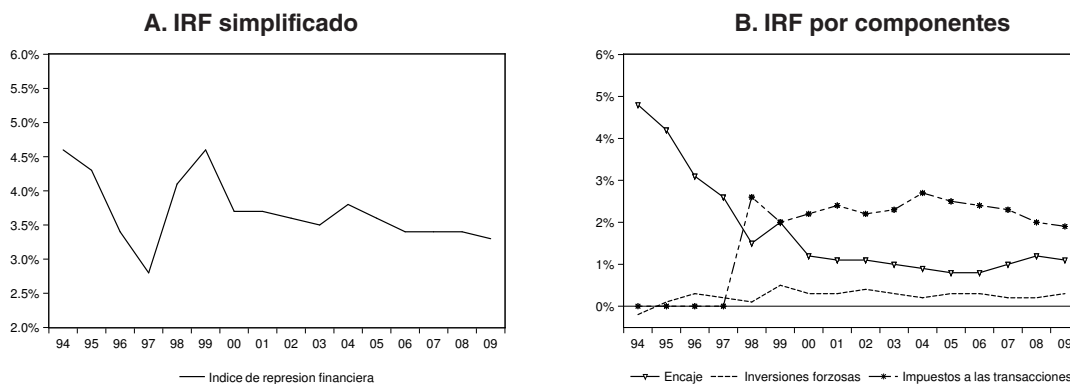 A. IRF simplificado
6.0%
5.5%
5.0%
4.5%
4.0%
3.5%
3.0%
2.5%
2.0%
94 95 96 97 98 99 00 01 02 03 04 05 06 07 08 09
Indice de represion financiera
B. IRF por componentes
6%
5%
4%
3%
2%
1%
0%
94 95 96 97 98 99 00 01 02 03 04 05 06 07 08 09
Encaje Inversiones forzosas Impuestos a las transacciones